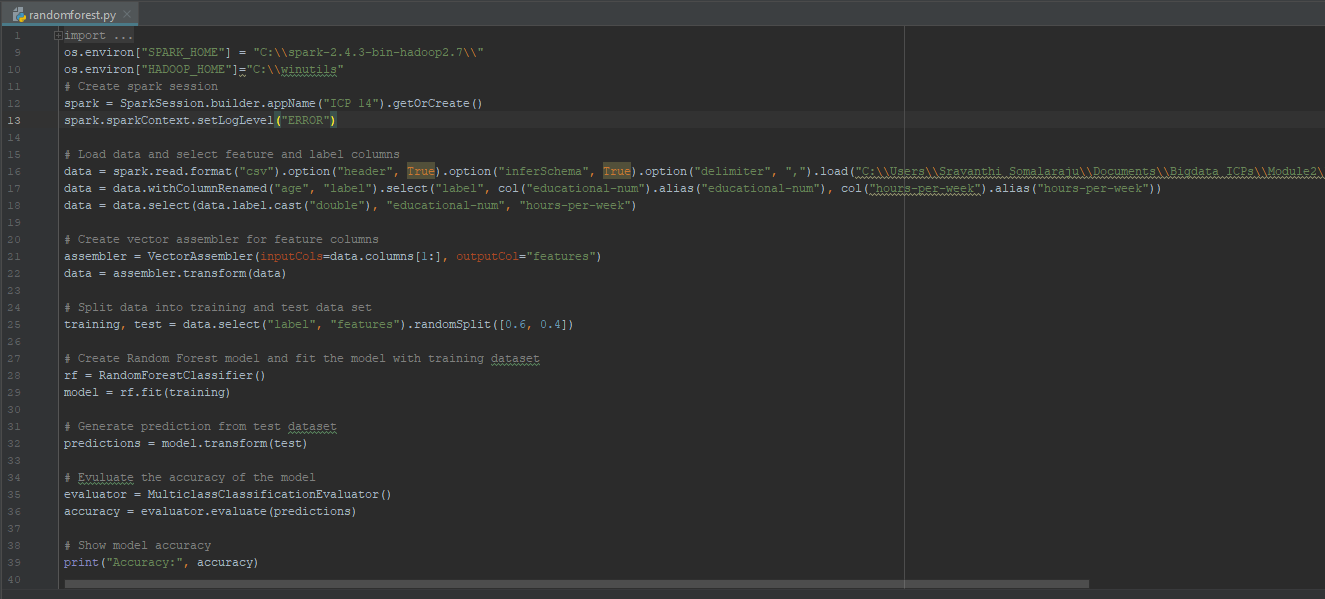 randomforest.py
1 import ...
9 os.environ["SPARK_HOME"] = "C:\\spark-2.4.3-bin-hadoop2.7\\"
10 os.environ["HADOOP_HOME"]="C:\\winutils"
11 # Create spark session
12 spark = SparkSession.builder.appName("ICP 14").getOrCreate()
13 spark.sparkContext.setLogLevel("ERROR")
14
15 # Load data and select feature and label columns
16 data = spark.read.format("csv").option("header", True).option("inferSchema", True).option("delimiter", ",").load("C:\\Users\\Sravanthi Somalaraju\\Documents\\Bigdata ICPs\\Module2\
17 data = data.withColumnRenamed("age", "label").select("label", col("educational-num").alias("educational-num"), col("hours-per-week").alias("hours-per-week"))
18 data = data.select(data.label.cast("double"), "educational-num", "hours-per-week")
19
20 # Create vector assembler for feature columns
21 assembler = VectorAssembler(inputCols=data.columns[1:], outputCol="features")
22 data = assembler.transform(data)
23
24 # Split data into training and test data set
25 training, test = data.select("label", "features").randomSplit([0.6, 0.4])
26
27 # Create Random Forest model and fit the model with training dataset
28 rf = RandomForestClassifier()
29 model = rf.fit(training)
30
31 # Generate prediction from test dataset
32 predictions = model.transform(test)
33
34 # Evuluate the accuracy of the model
35 evaluator = MulticlassClassificationEvaluator()
36 accuracy = evaluator.evaluate(predictions)
37
38 # Show model accuracy
39 print("Accuracy:", accuracy)
40